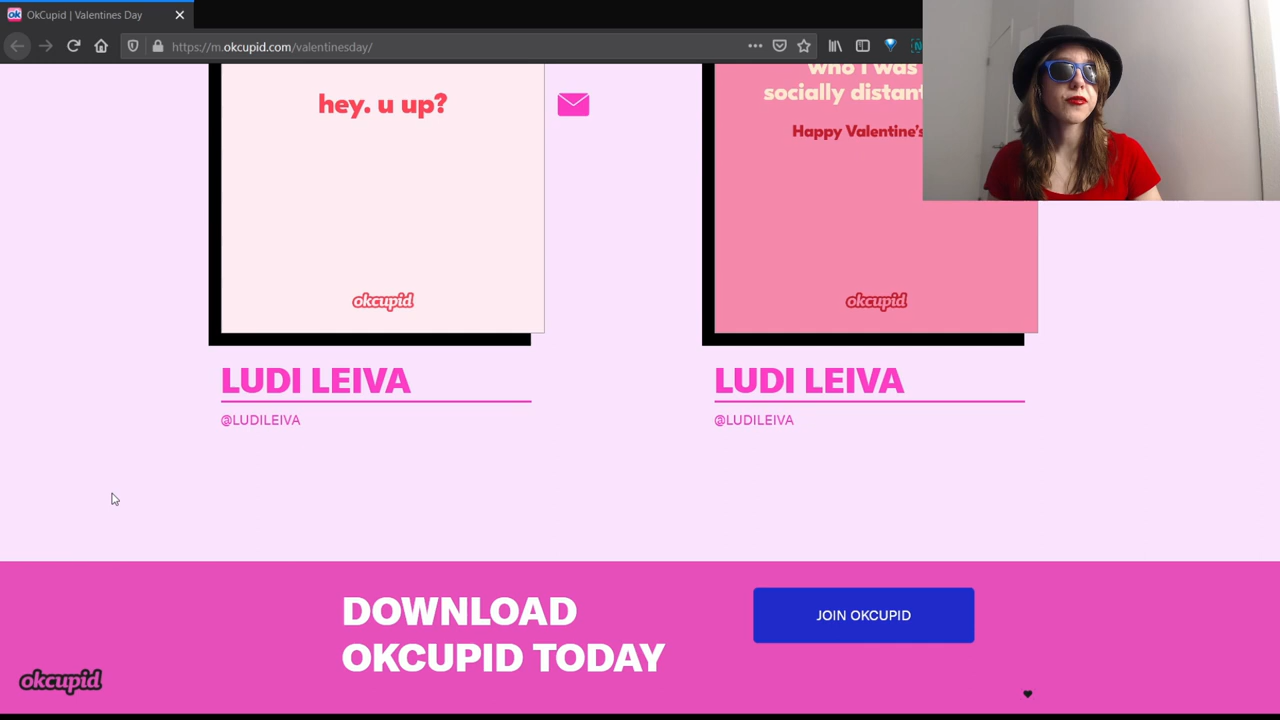 OkCupid | Valentines Day
https://m.okcupid.com/valentinesday/
hey. u up?
who I was
socially distant
Happy Valentine's
okcupid
okcupid
LUDI LEIVA
@LUDILEIVA
LUDI LEIVA
@LUDILEIVA
DOWNLOAD
OKCUPID TODAY
JOIN OKCUPID
okcupid